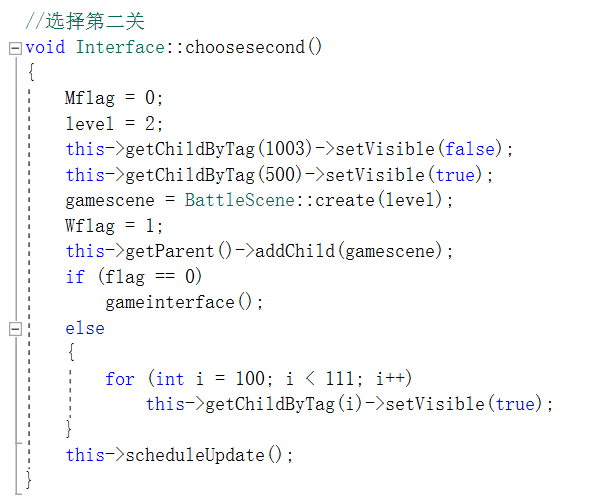 //选择第二关
void Interface::choosesecond()
{
    Mflag = 0;
    level = 2;
    this->getChildByTag(1003)->setVisible(false);
    this->getChildByTag(500)->setVisible(true);
    gamescene = BattleScene::create(level);
    Wflag = 1;
    this->getParent()->addChild(gamescene);
    if (flag == 0)
        gameinterface();
    else
    {
        for (int i = 100; i < 111; i++)
            this->getChildByTag(i)->setVisible(true);
    }
    this->scheduleUpdate();
}